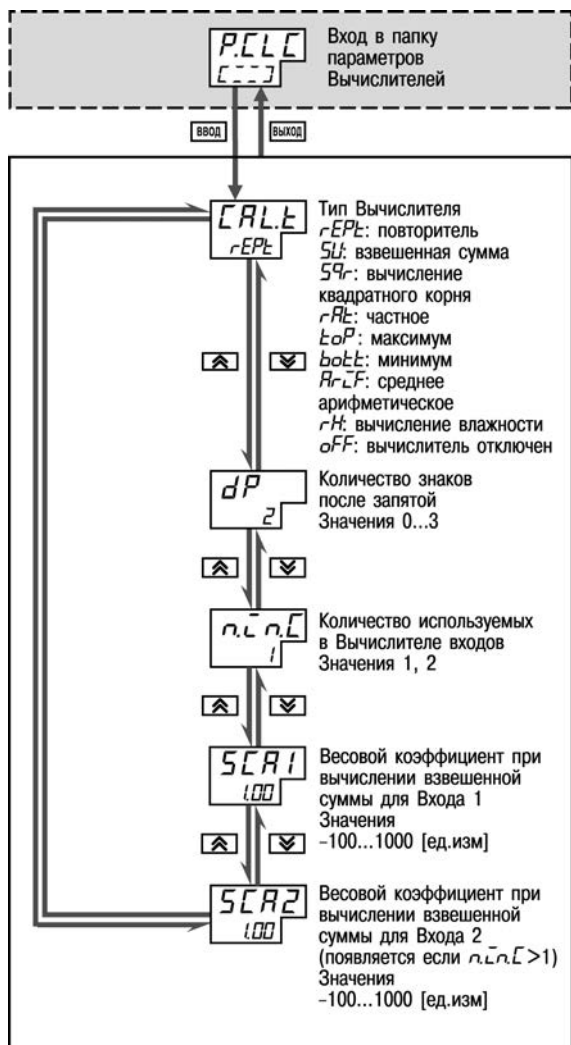 P.CLC
[---]
Вход в папку
параметров
Вычислителей
ВВОД
ВЫХОД
CAL.t
rEPt
Тип Вычислителя
rEPt: повторитель
SU: взвешенная сумма
S9r: вычисление
квадратного корня
rAt: частное
toP: максимум
bott: минимум
AriF: среднее
арифметическое
rH: вычисление влажности
oFF: вычислитель отключен
dP
2
Количество знаков
после запятой
Значения 0...3
n.in.C
1
Количество используемых
в Вычислителе входов
Значения 1, 2
SCA1
1.00
Весовой коэффициент при
вычислении взвешенной
суммы для Входа 1
Значения
–100...1000 [ед.изм]
SCA2
1.00
Весовой коэффициент при
вычислении взвешенной
суммы для Входа 2
(появляется если n.in.C>1)
Значения
–100...1000 [ед.изм]